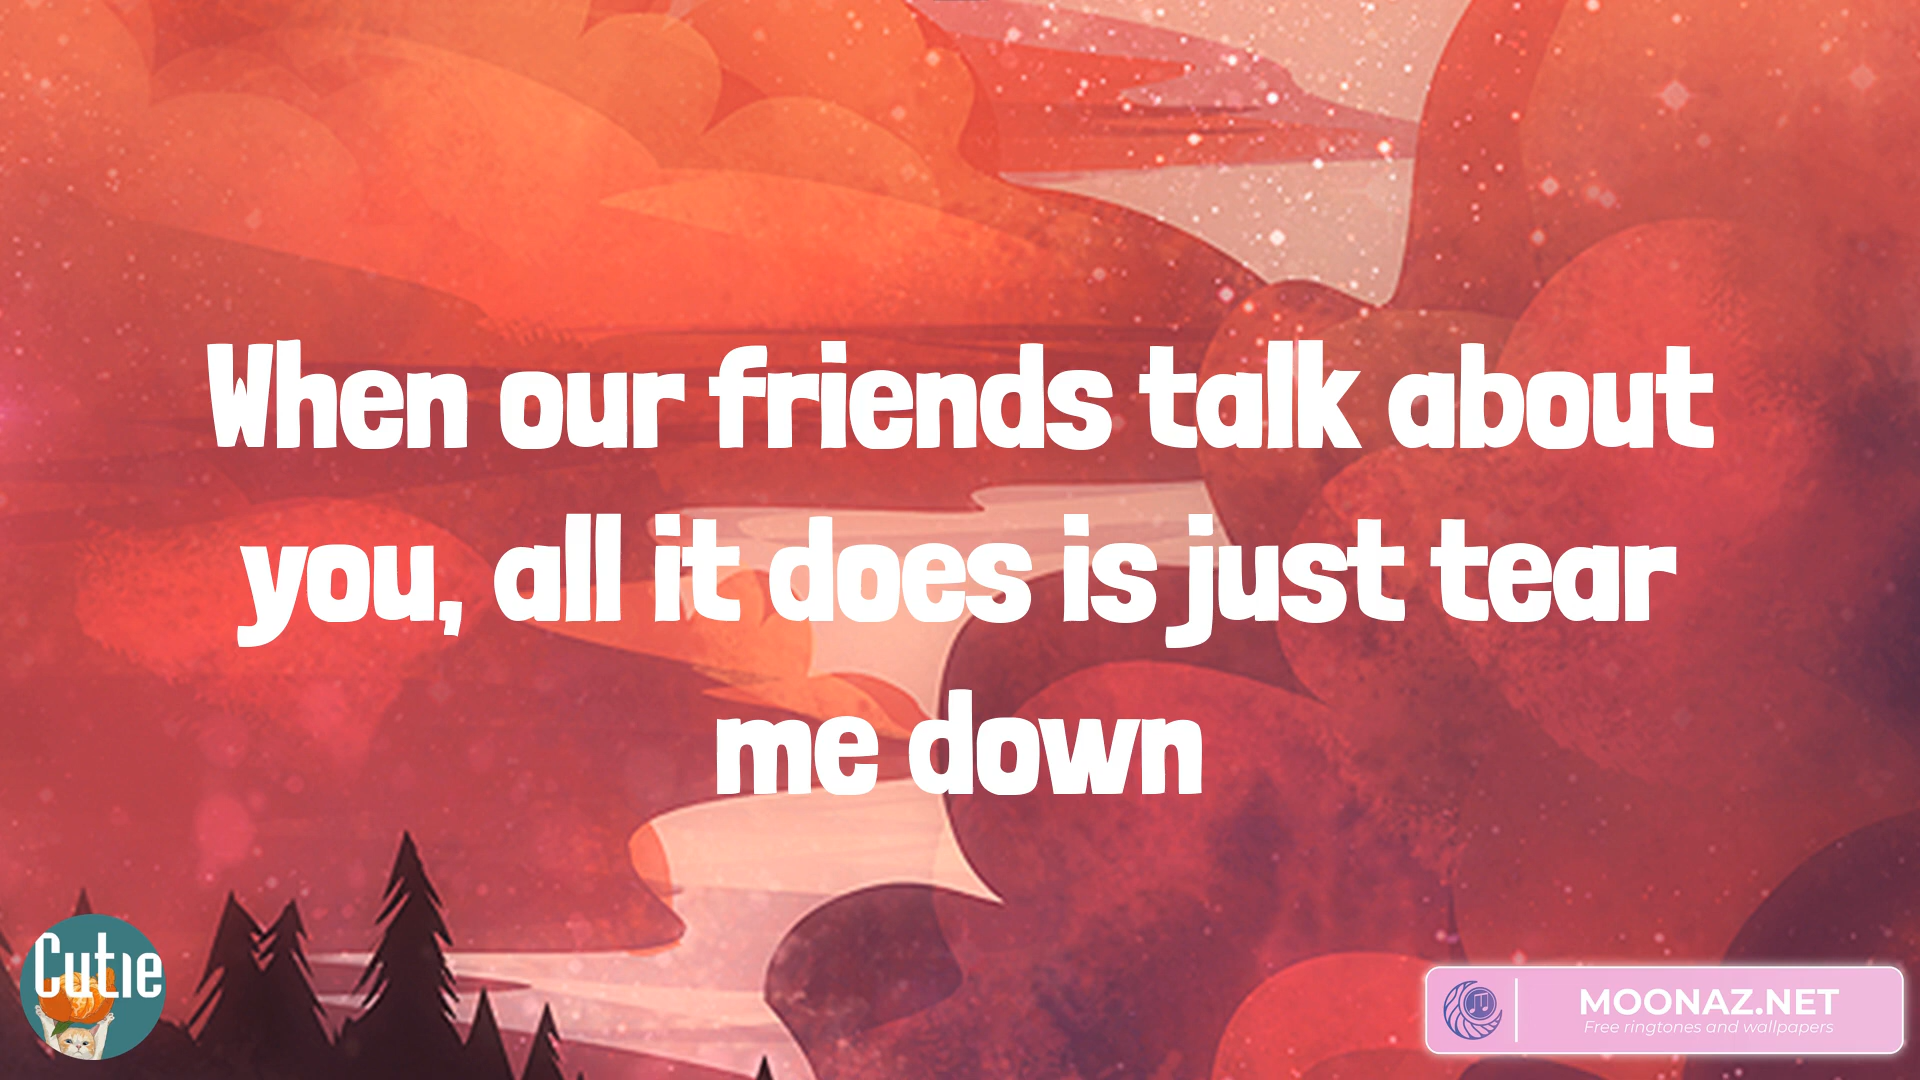 When our friends talk about
you, all it does is just tear
me down
Cutie
MOONAZ.NET
Free ringtones and wallpapers